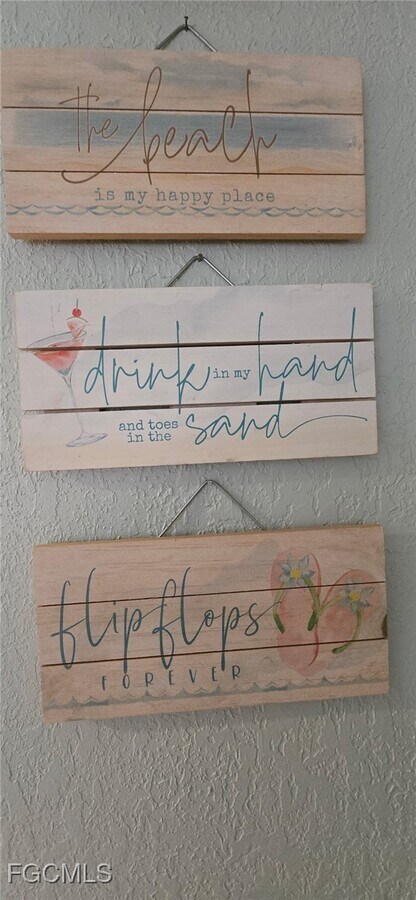 the beach
is my happy place
drink in my hand
and toes
in the sand
flip flops
FOREVER
FGCMLS